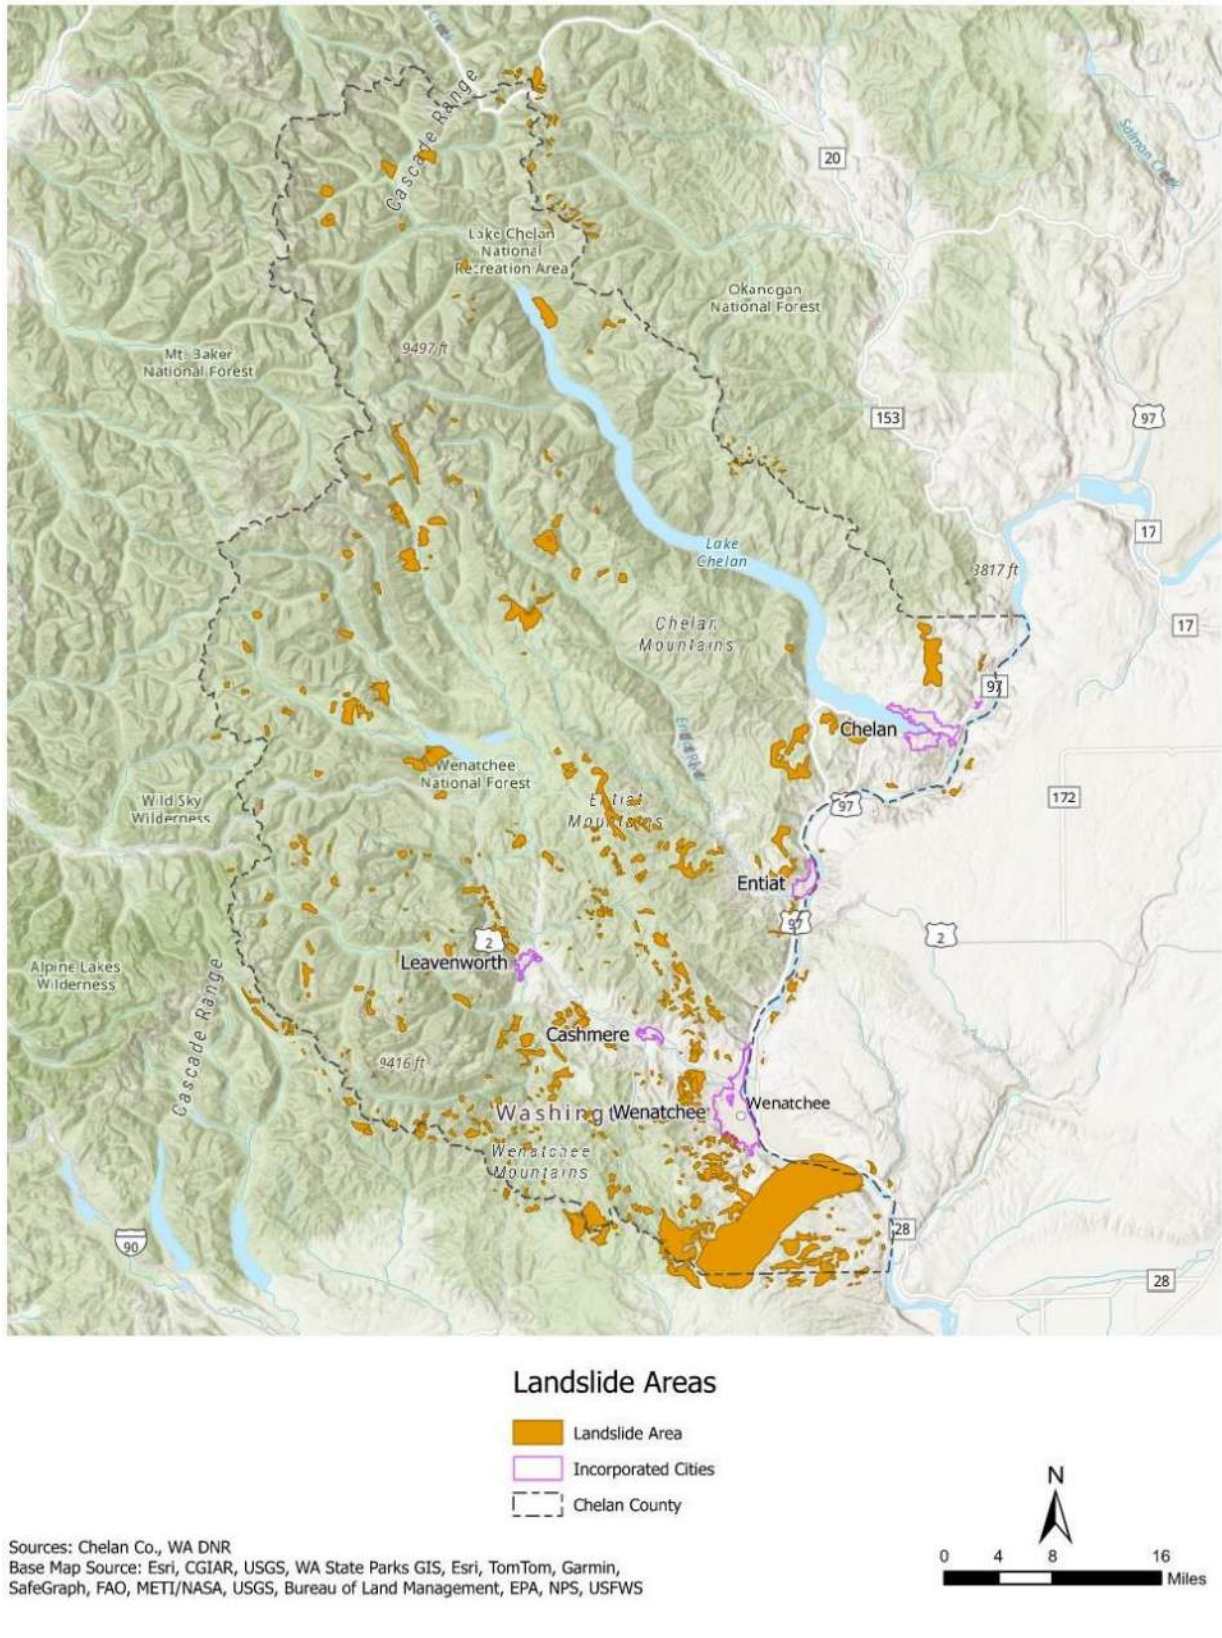 Cascade Range
20
Salmon Creek
Lake Chelan
National
Recreation Area
Okanogan
National Forest
9497 ft
Mt. Baker
National Forest
153
97
17
Lake
Chelan
3817 ft
17
Chelan
Mountains
97
Chelan
Wenatchee
National Forest
Wild Sky
Wilderness
Entiat
Mountains
97
172
Entiat
97
2
2
Leavenworth
Alpine Lakes
Wilderness
Cascade Range
Cashmere
9416 ft
Washingt
Wenatchee
Wenatchee
Wenatchee
Mountains
90
28
28
Landslide Areas
Landslide Area
Incorporated Cities
Chelan County
N
0 4 8 16
Miles
Sources: Chelan Co., WA DNR
Base Map Source: Esri, CGIAR, USGS, WA State Parks GIS, Esri, TomTom, Garmin,
SafeGraph, FAO, METI/NASA, USGS, Bureau of Land Management, EPA, NPS, USFWS